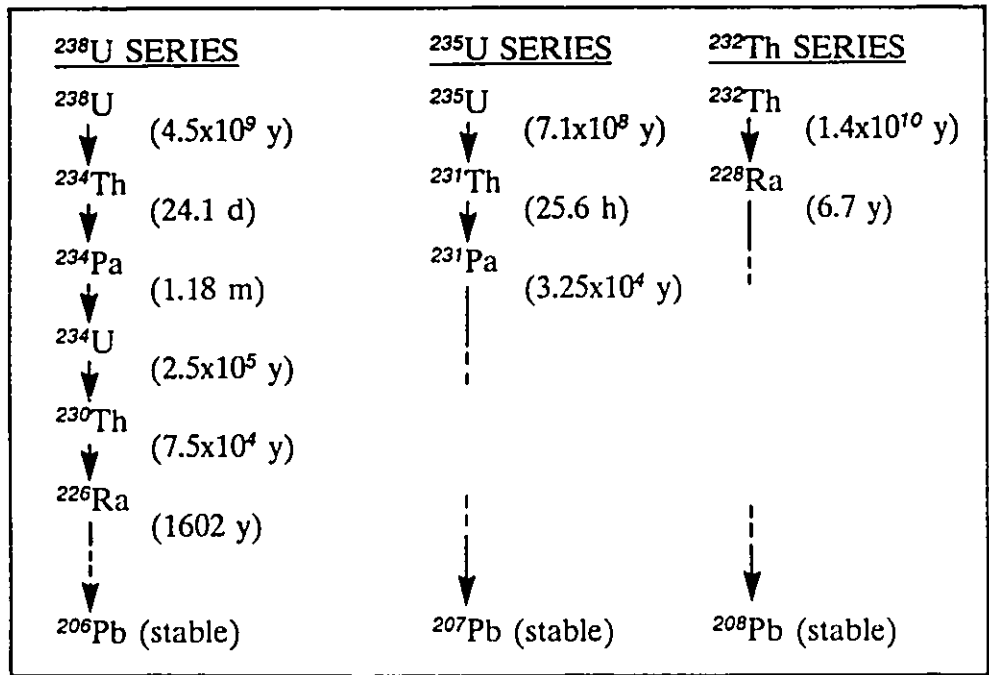 ²³⁸U SERIES
²³⁸U
(4.5x10⁹ y)
²³⁴Th
(24.1 d)
²³⁴Pa
(1.18 m)
²³⁴U
(2.5x10⁵ y)
²³⁰Th
(7.5x10⁴ y)
²²⁶Ra
(1602 y)
²⁰⁶Pb (stable)
²³⁵U SERIES
²³⁵U
(7.1x10⁸ y)
²³¹Th
(25.6 h)
²³¹Pa
(3.25x10⁴ y)
²⁰⁷Pb (stable)
²³²Th SERIES
²³²Th
(1.4x10¹⁰ y)
²²⁸Ra
(6.7 y)
²⁰⁸Pb (stable)